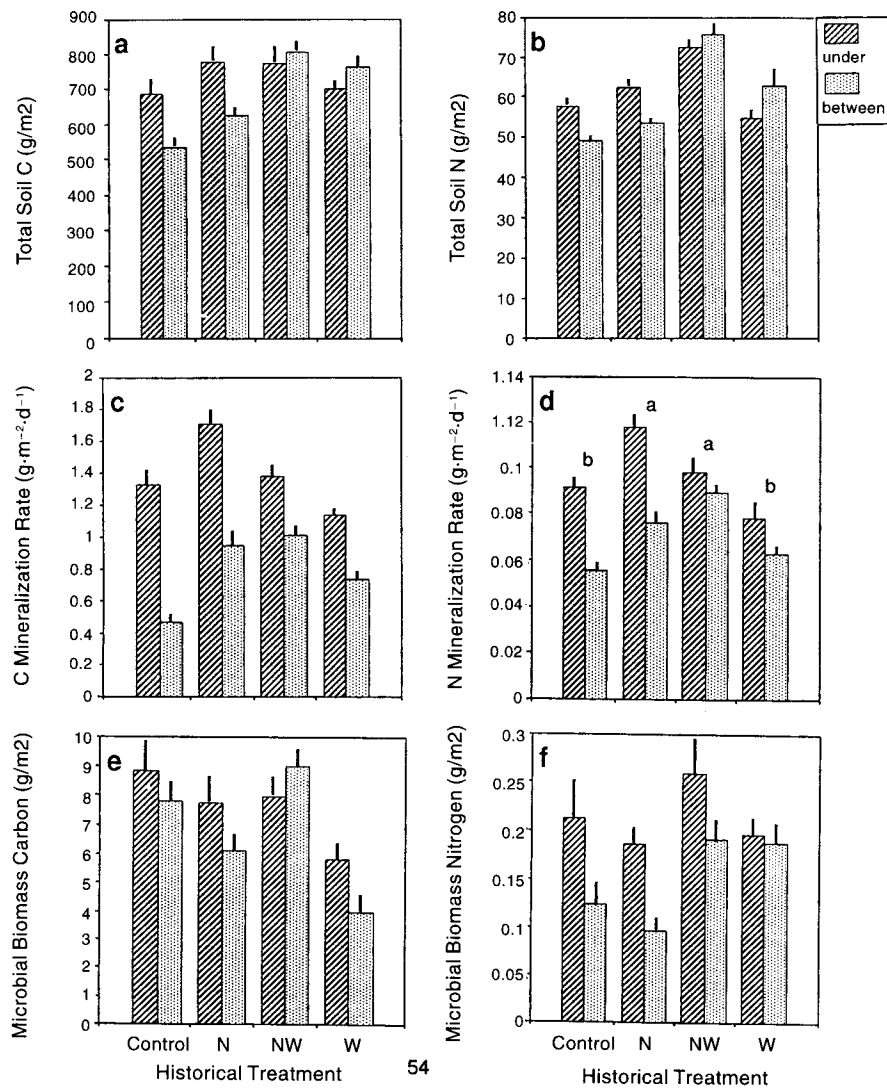 a
Total Soil C (g/m2)
900
800
700
600
500
400
300
200
100
0
b
Total Soil N (g/m2)
80
70
60
50
40
30
20
10
0
under
between
c
C Mineralization Rate (g·m⁻²·d⁻¹)
2
1.8
1.6
1.4
1.2
1
0.8
0.6
0.4
0.2
0
d
N Mineralization Rate (g·m⁻²·d⁻¹)
1.14
1.12
0.1
0.08
0.06
0.04
0.02
0
b
a
a
b
e
Microbial Biomass Carbon (g/m2)
10
9
8
7
6
5
4
3
2
1
0
Control N NW W
Historical Treatment
f
Microbial Biomass Nitrogen (g/m2)
0.3
0.25
0.2
0.15
0.1
0.05
0
Control N NW W
Historical Treatment
54